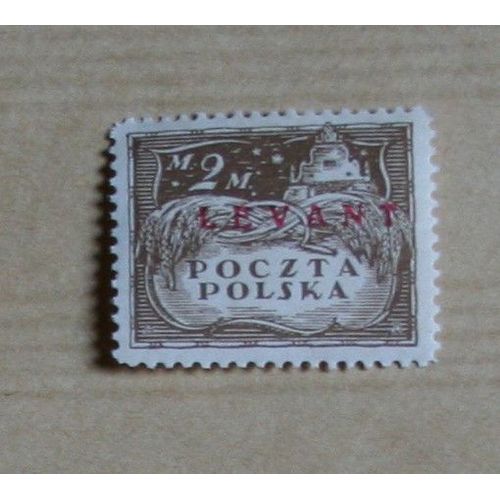 M. 2 M.
LEVANT
POCZTA
POLSKA